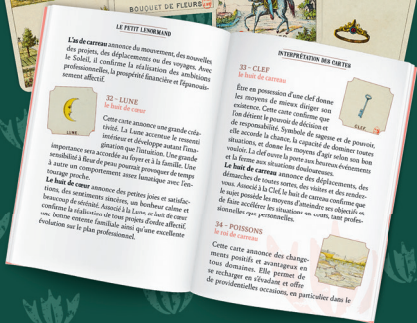 BOUQUET DE FLEURS
LE PETIT LENORMAND
L'as de carreau annonce du mouvement, des nouvelles,
des projets, des déplacements ou des voyages. Avec
le Soleil, il confirme la réalisation des ambitions
professionnelles, la prospérité financière et l'épanouis-
sement affectif.
32 – LUNE
le huit de cœur
LUNE
Cette carte annonce une grande créa-
tivité. La Lune accentue le ressenti
intérieur et développe autant l'ima-
gination que l'intuition. Une grande
importance sera accordée au foyer et à la famille. Une
sensibilité à fleur de peau pourrait provoquer de temps
à autre un comportement assez lunatique avec l'en-
tourage proche.
Le huit de cœur annonce des petites joies et satisfac-
tions, des sentiments sincères, un bonheur calme et
beaucoup de sérénité. Associé à la Lune, ce huit de cœur
confirme la réalisation de tous projets d'ordre affectif,
une bonne entente familiale ainsi qu'une excellente
évolution sur le plan professionnel.
INTERPRÉTATION DES CARTES
33 – CLEF
le huit de carreau
CLEF
Être en possession d'une clef donne
les moyens de mieux diriger son
existence. Cette carte confirme que
l'on détient le pouvoir de décision et
de responsabilité. Symbole de sagesse et de pouvoir,
elle accorde la chance, la capacité de dominer toutes
situations, et donne les moyens d'agir selon son bon
vouloir. La clef ouvre la porte aux heureux événements
et la ferme aux situations douloureuses.
Le huit de carreau annonce des déplacements, des
démarches de toutes sortes, des visites et des rendez-
vous. Associé à la Clef, le huit de carreau confirme que
le sujet possède les moyens d'atteindre ses objectifs et
de faire accélérer les situations en cours, tant profes-
sionnelles que personnelles.
34 – POISSONS
le roi de carreau
Cette carte annonce des change-
ments positifs et avantageux en
tous domaines. Elle permet de
se recharger en s'évadant et offre
de providentielles occasions, en particulier dans le